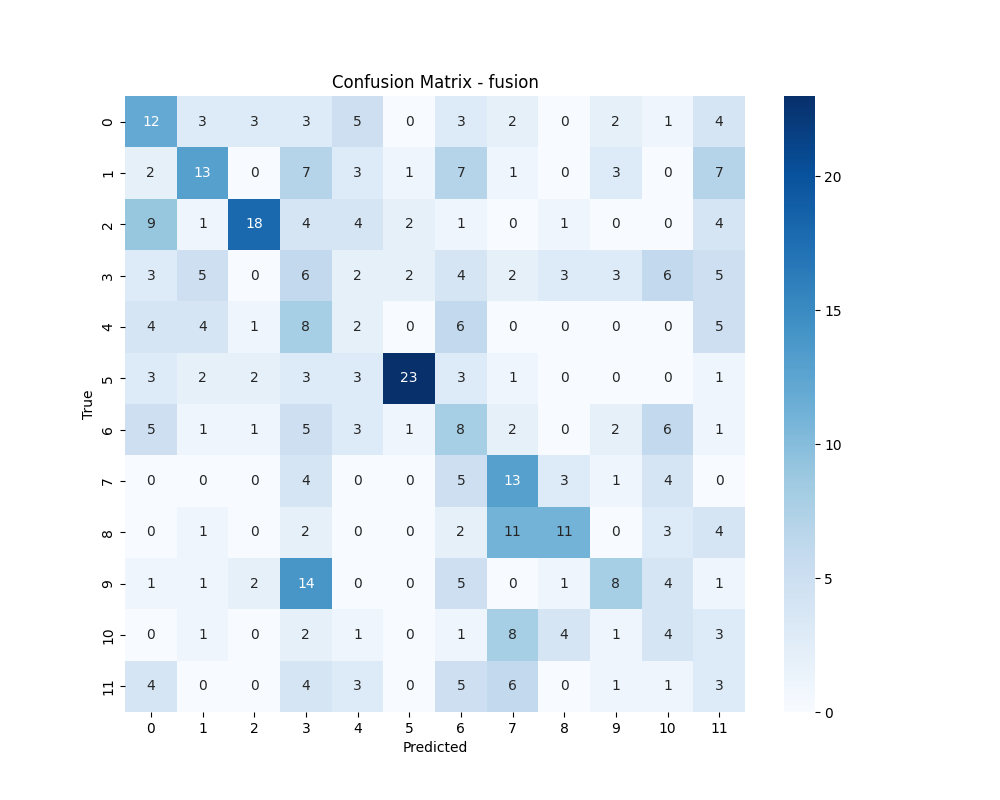 Confusion Matrix - fusion
0 12 3 3 3 5 0 3 2 0 2 1 4
1 2 13 0 7 3 1 7 1 0 3 0 7
20
2 9 1 18 4 4 2 1 0 1 0 0 4
3 3 5 0 6 2 2 4 2 3 3 6 5
15
4 4 4 1 8 2 0 6 0 0 0 0 5
True
5 3 2 2 3 3 23 3 1 0 0 0 1
10
6 5 1 1 5 3 1 8 2 0 2 6 1
7 0 0 0 4 0 0 5 13 3 1 4 0
8 0 1 0 2 0 0 2 11 11 0 3 4
5
9 1 1 2 14 0 0 5 0 1 8 4 1
10 0 1 0 2 1 0 1 8 4 1 4 3
11 4 0 0 4 3 0 5 6 0 1 1 3
0
0 1 2 3 4 5 6 7 8 9 10 11
Predicted